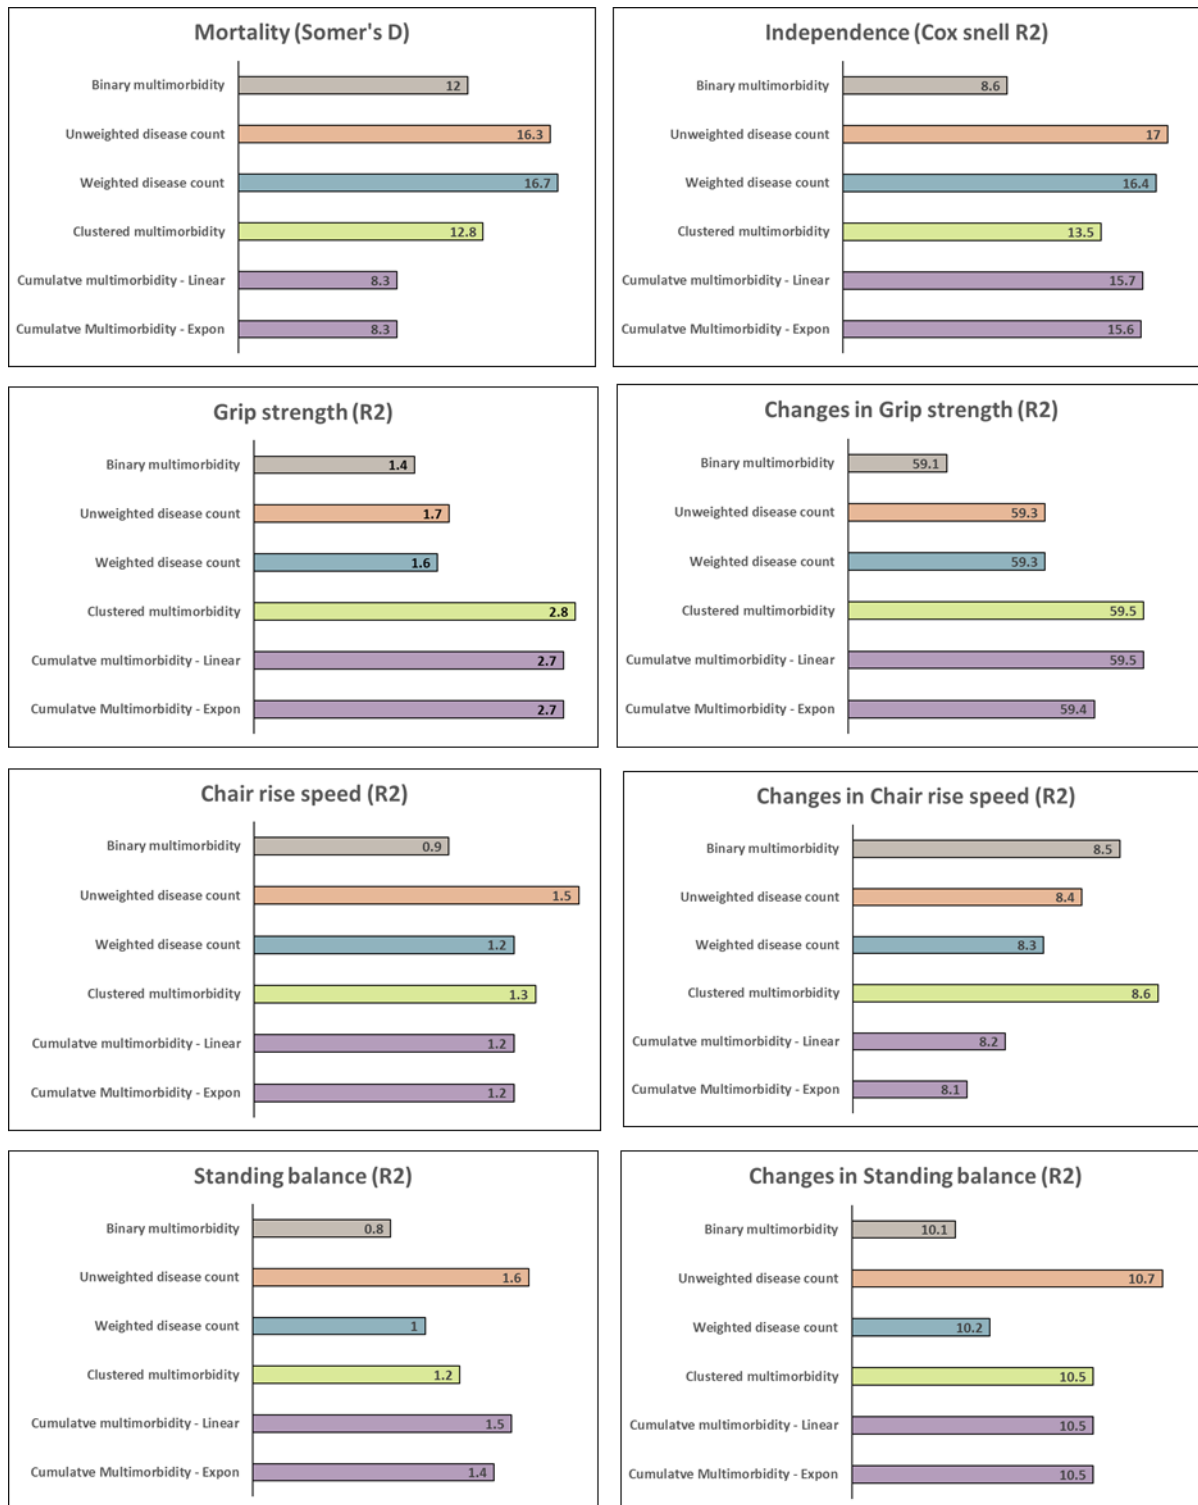 Mortality (Somer's D)
Binary multimorbidity 12
Unweighted disease count 16.3
Weighted disease count 16.7
Clustered multimorbidity 12.8
Cumulatve multimorbidity - Linear 8.3
Cumulatve Multimorbidity - Expon 8.3
Independence (Cox snell R2)
Binary multimorbidity 8.6
Unweighted disease count 17
Weighted disease count 16.4
Clustered multimorbidity 13.5
Cumulatve multimorbidity - Linear 15.7
Cumulatve Multimorbidity - Expon 15.6
Grip strength (R2)
Binary multimorbidity 1.4
Unweighted disease count 1.7
Weighted disease count 1.6
Clustered multimorbidity 2.8
Cumulatve multimorbidity - Linear 2.7
Cumulatve Multimorbidity - Expon 2.7
Changes in Grip strength (R2)
Binary multimorbidity 59.1
Unweighted disease count 59.3
Weighted disease count 59.3
Clustered multimorbidity 59.5
Cumulatve multimorbidity - Linear 59.5
Cumulatve Multimorbidity - Expon 59.4
Chair rise speed (R2)
Binary multimorbidity 0.9
Unweighted disease count 1.5
Weighted disease count 1.2
Clustered multimorbidity 1.3
Cumulatve multimorbidity - Linear 1.2
Cumulatve Multimorbidity - Expon 1.2
Changes in Chair rise speed (R2)
Binary multimorbidity 8.5
Unweighted disease count 8.4
Weighted disease count 8.3
Clustered multimorbidity 8.6
Cumulatve multimorbidity - Linear 8.2
Cumulatve Multimorbidity - Expon 8.1
Standing balance (R2)
Binary multimorbidity 0.8
Unweighted disease count 1.6
Weighted disease count 1
Clustered multimorbidity 1.2
Cumulatve multimorbidity - Linear 1.5
Cumulatve Multimorbidity - Expon 1.4
Changes in Standing balance (R2)
Binary multimorbidity 10.1
Unweighted disease count 10.7
Weighted disease count 10.2
Clustered multimorbidity 10.5
Cumulatve multimorbidity - Linear 10.5
Cumulatve Multimorbidity - Expon 10.5